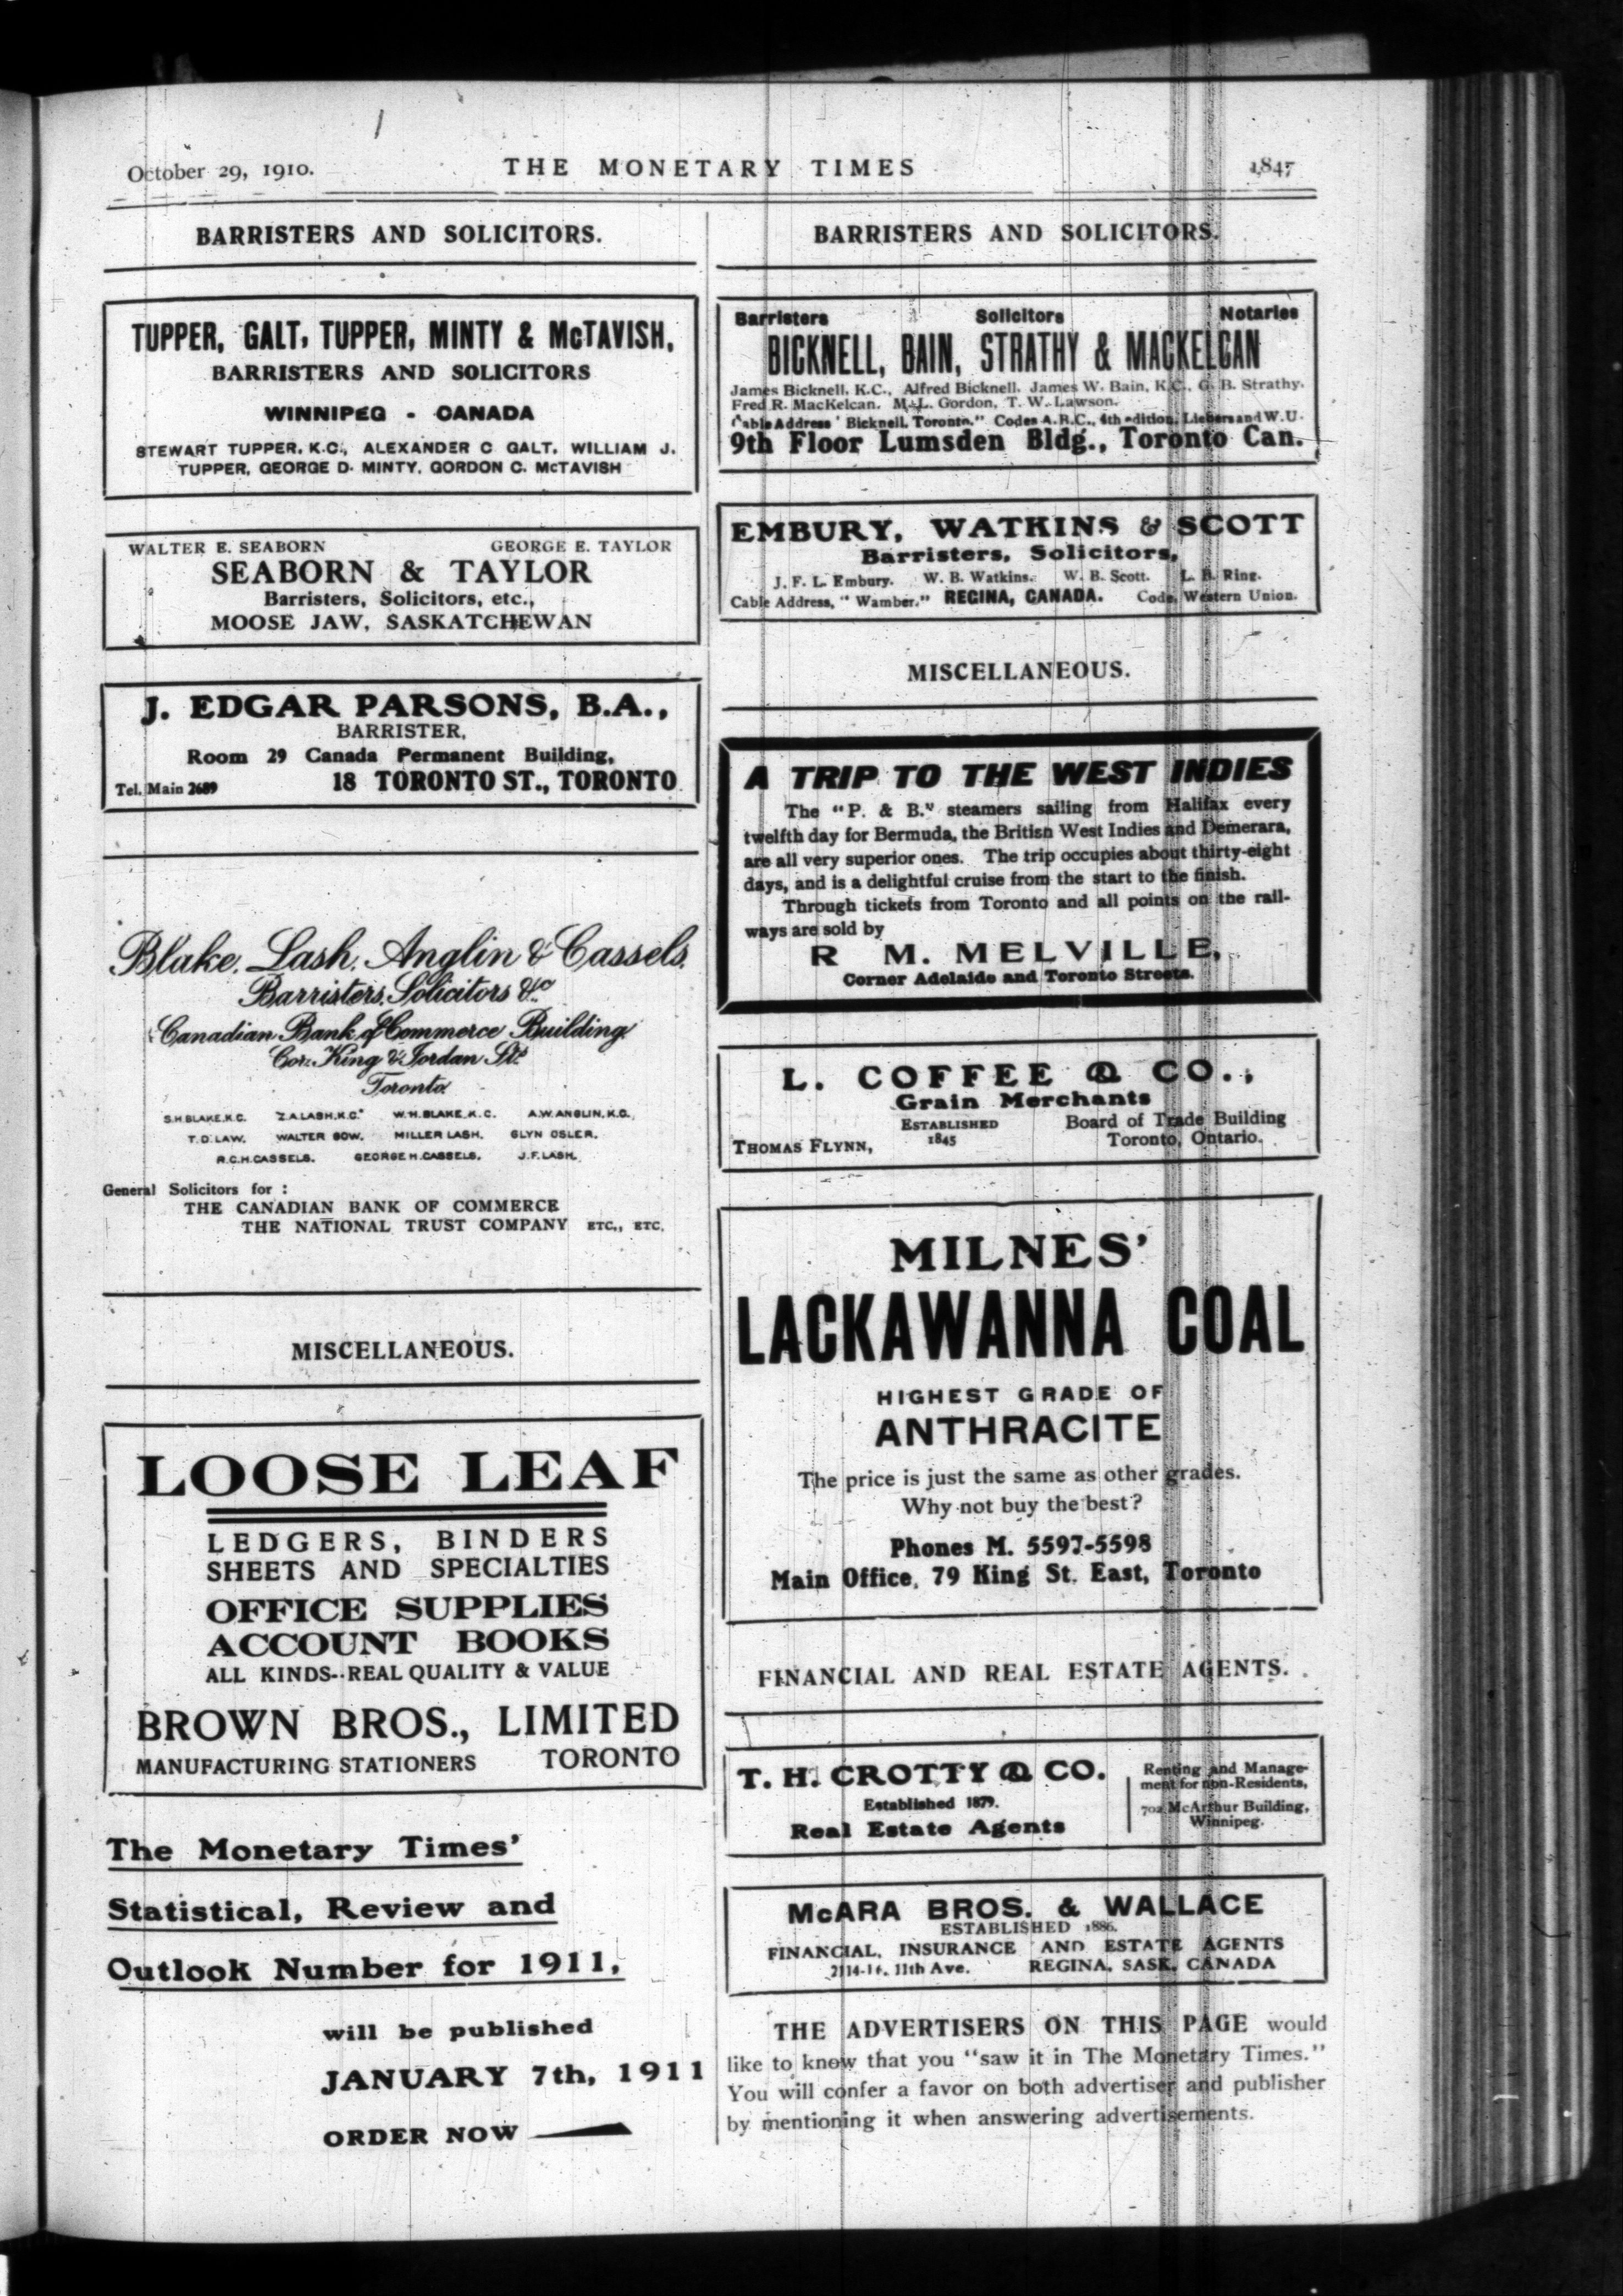 October 29, 1910.
THE MONETARY TIMES
1847
BARRISTERS AND SOLICITORS.
TUPPER, GALT, TUPPER, MINTY & McTAVISH,
BARRISTERS AND SOLICITORS
WINNIPEG - CANADA
STEWART TUPPER, K.C., ALEXANDER C GALT, WILLIAM J.
TUPPER, GEORGE D. MINTY, GORDON C. McTAVISH
WALTER E. SEABORN GEORGE E. TAYLOR
SEABORN & TAYLOR
Barristers, Solicitors, etc.,
MOOSE JAW, SASKATCHEWAN
J. EDGAR PARSONS, B.A.,
BARRISTER,
Room 29 Canada Permanent Building,
Tel. Main 2689 18 TORONTO ST., TORONTO
Blake, Lash, Anglin & Cassels,
Barristers, Solicitors &c
Canadian Bank of Commerce Building,
Cor. King & Jordan Sts
Toronto.
S.H. BLAKE, K.C. Z.A. LASH, K.C. W.H. BLAKE, K.C. A.W. ANGLIN, K.C.,
T.D. LAW. WALTER GOW. MILLER LASH. GLYN OSLER.
R.C.H. CASSELS. GEORGE H. CASSELS. J.F. LASH.
General Solicitors for :
THE CANADIAN BANK OF COMMERCE
THE NATIONAL TRUST COMPANY ETC., ETC.
MISCELLANEOUS.
LOOSE LEAF
LEDGERS, BINDERS
SHEETS AND SPECIALTIES
OFFICE SUPPLIES
ACCOUNT BOOKS
ALL KINDS--REAL QUALITY & VALUE
BROWN BROS., LIMITED
MANUFACTURING STATIONERS TORONTO
The Monetary Times'
Statistical, Review and
Outlook Number for 1911,
will be published
JANUARY 7th, 1911
ORDER NOW
BARRISTERS AND SOLICITORS.
Barristers Solicitors Notaries
BICKNELL, BAIN, STRATHY & MACKELCAN
James Bicknell, K.C., Alfred Bicknell, James W. Bain, K.C., G. B. Strathy,
Fred R. MacKelcan. M. L. Gordon, T. W. Lawson.
Cable Address ' Bicknell, Toronto." Codes A.B.C., 4th edition, Liebers and W.U.
9th Floor Lumsden Bldg., Toronto Can.
EMBURY, WATKINS & SCOTT
Barristers, Solicitors,
J. F. L. Embury. W. B. Watkins. W. B. Scott. L. B. Ring.
Cable Address, "Wamber." REGINA, CANADA. Code, Western Union.
MISCELLANEOUS.
A TRIP TO THE WEST INDIES
The "P. & B." steamers sailing from Halifax every
twelfth day for Bermuda, the British West Indies and Demerara,
are all very superior ones. The trip occupies about thirty-eight
days, and is a delightful cruise from the start to the finish.
Through tickets from Toronto and all points on the rail-
ways are sold by
R M. MELVILLE,
Corner Adelaide and Toronto Streets.
L. COFFEE & CO.,
Grain Merchants
ESTABLISHED Board of Trade Building
1845 Toronto, Ontario.
THOMAS FLYNN,
MILNES'
LACKAWANNA COAL
HIGHEST GRADE OF
ANTHRACITE
The price is just the same as other grades.
Why not buy the best?
Phones M. 5597-5598
Main Office, 79 King St. East, Toronto
FINANCIAL AND REAL ESTATE AGENTS.
T. H. CROTTY & CO.
Established 1879.
Real Estate Agents
Renting and Manage-
ment for non-Residents,
702 McArthur Building,
Winnipeg.
McARA BROS. & WALLACE
ESTABLISHED 1886.
FINANCIAL, INSURANCE AND ESTATE AGENTS
11th Ave. REGINA, SASK. CANADA
THE ADVERTISERS ON THIS PAGE would
like to know that you "saw it in The Monetary Times."
You will confer a favor on both advertiser and publisher
by mentioning it when answering advertisements.